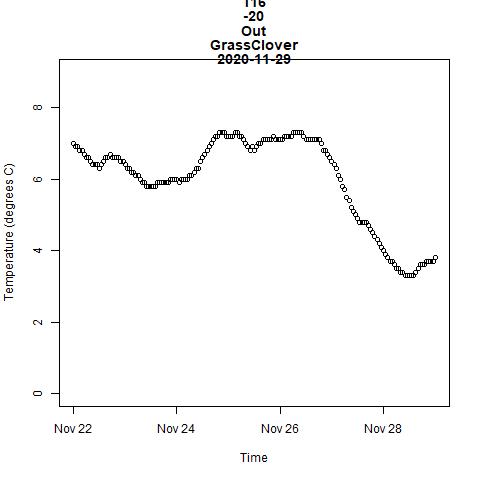 T16
-20
Out
GrassClover
2020-11-29
8
6
4
2
0
Temperature (degrees C)
Nov 22
Nov 24
Nov 26
Nov 28
Time